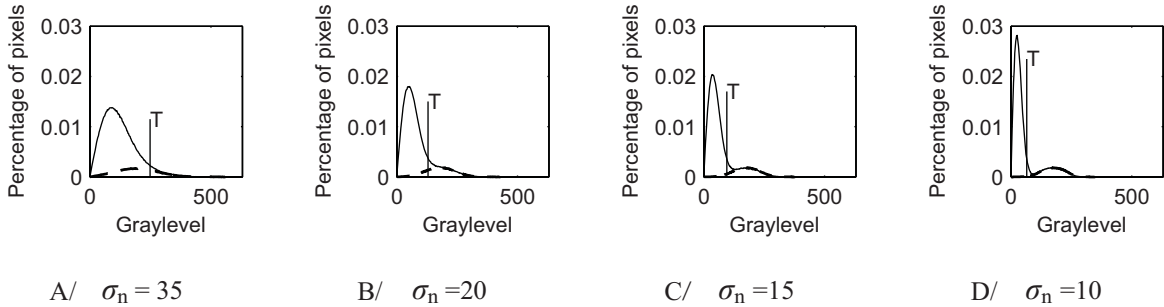 Percentage of pixels
0.03
0.02
0.01
0
T
0
500
Graylevel
A/ σn = 35
Percentage of pixels
0.03
0.02
0.01
0
T
0
500
Graylevel
B/ σn =20
Percentage of pixels
0.03
0.02
0.01
0
T
0
500
Graylevel
C/ σn =15
Percentage of pixels
0.03
0.02
0.01
0
T
0
500
Graylevel
D/ σn =10